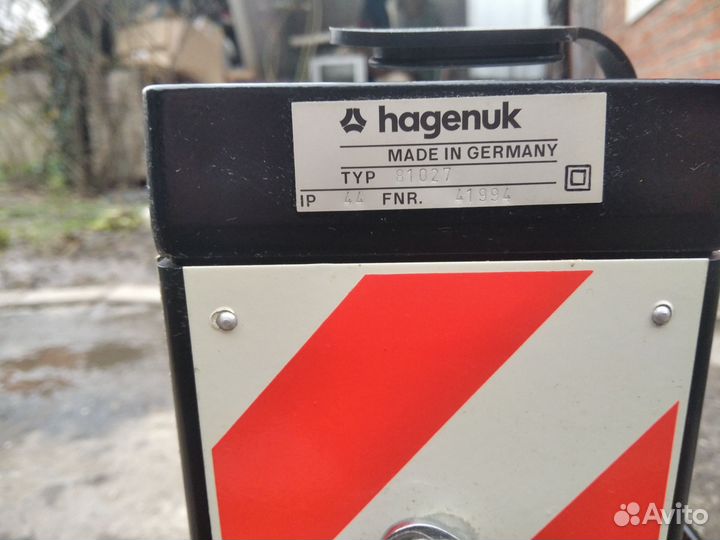 hagenuk
MADE IN GERMANY
TYP 81027
IP 44 FNR. 41994
Avito